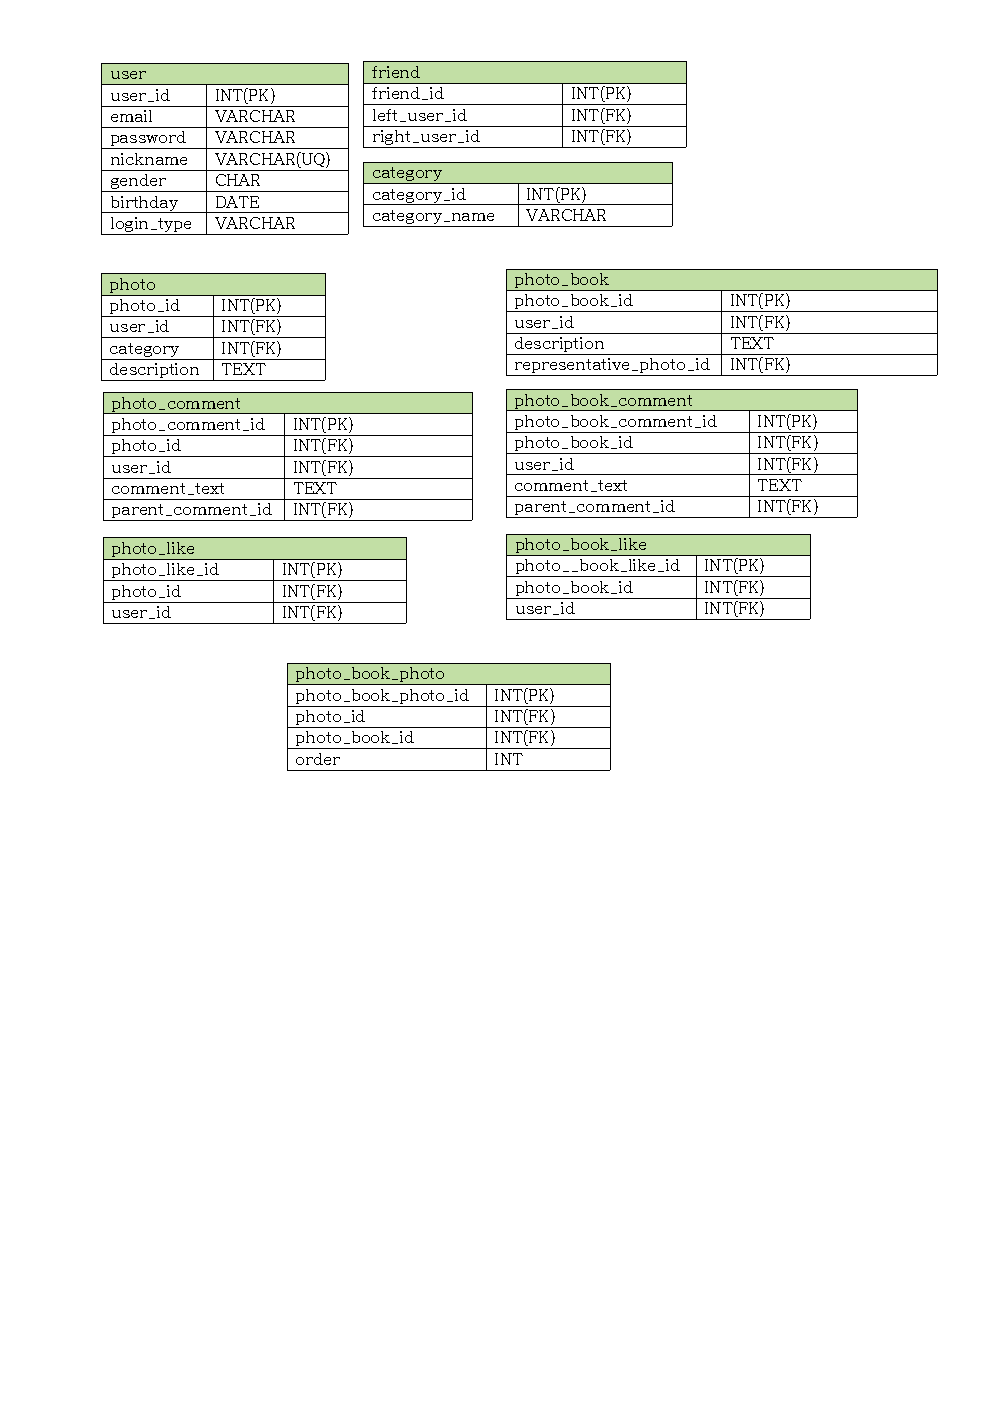 user
user_id INT(PK)
email VARCHAR
password VARCHAR
nickname VARCHAR(UQ)
gender CHAR
birthday DATE
login_type VARCHAR
friend
friend_id INT(PK)
left_user_id INT(FK)
right_user_id INT(FK)
category
category_id INT(PK)
category_name VARCHAR
photo
photo_id INT(PK)
user_id INT(FK)
category INT(FK)
description TEXT
photo_book
photo_book_id INT(PK)
user_id INT(FK)
description TEXT
representative_photo_id INT(FK)
photo_comment
photo_comment_id INT(PK)
photo_id INT(FK)
user_id INT(FK)
comment_text TEXT
parent_comment_id INT(FK)
photo_book_comment
photo_book_comment_id INT(PK)
photo_book_id INT(FK)
user_id INT(FK)
comment_text TEXT
parent_comment_id INT(FK)
photo_like
photo_like_id INT(PK)
photo_id INT(FK)
user_id INT(FK)
photo_book_like
photo__book_like_id INT(PK)
photo_book_id INT(FK)
user_id INT(FK)
photo_book_photo
photo_book_photo_id INT(PK)
photo_id INT(FK)
photo_book_id INT(FK)
order INT